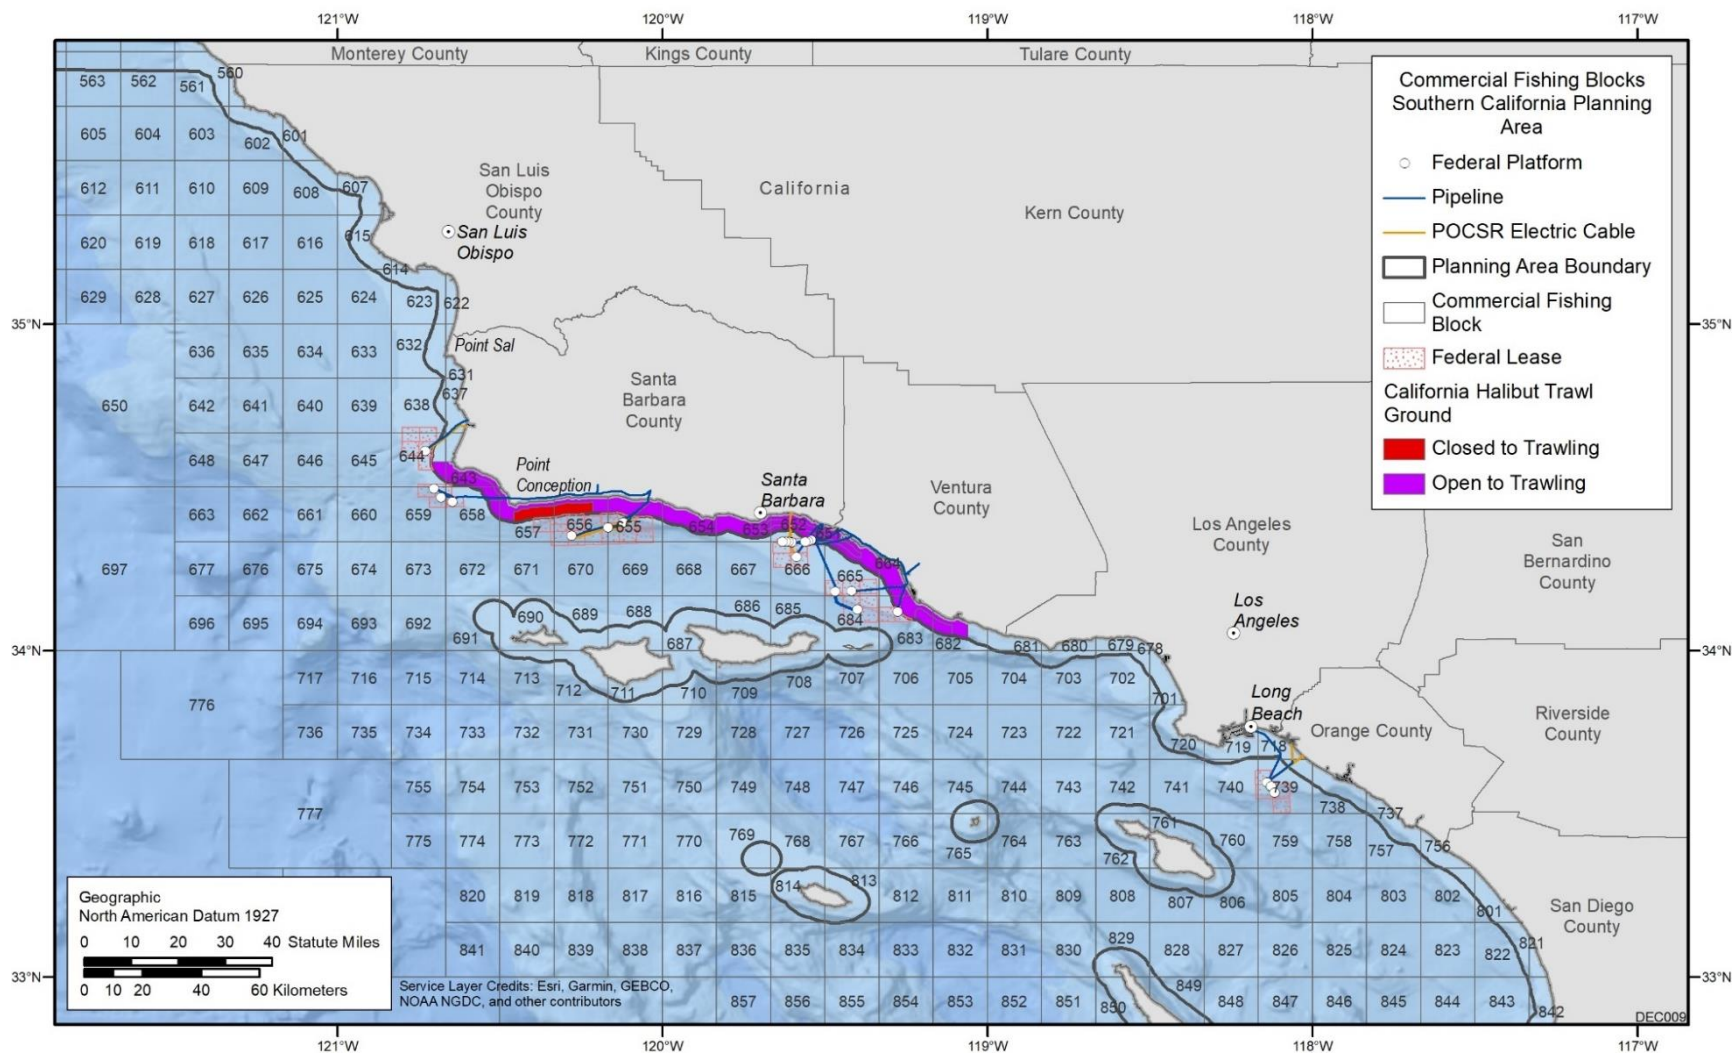 121°W 120°W 119°W 118°W 117°W
Monterey County Kings County Tulare County
560
563 562 561
605 604 603 602 601
612 611 610 609 608 607
620 619 618 617 616 615
614
629 628 627 626 625 624 623 622
35°N 35°N
636 635 634 633 632
631
650 642 641 640 639 638 637
648 647 646 645 644 643
663 662 661 660 659 658 657 656 655 654 653 652 651
697 677 676 675 674 673 672 671 670 669 668 667 666 665 664
696 695 694 693 692 691 690 689 688 687 686 685 684 683 682 681 680 679 678
34°N 34°N
776 717 716 715 714 713 712 711 710 709 708 707 706 705 704 703 702 701
736 735 734 733 732 731 730 729 728 727 726 725 724 723 722 721 720 719 718
777 755 754 753 752 751 750 749 748 747 746 745 744 743 742 741 740 739 738 737
775 774 773 772 771 770 769 768 767 766 765 764 763 762 761 760 759 758 757 756
820 819 818 817 816 815 814 813 812 811 810 809 808 807 806 805 804 803 802 801
841 840 839 838 837 836 835 834 833 832 831 830 829 828 827 826 825 824 823 822 821
33°N 33°N
857 856 855 854 853 852 851 850 849 848 847 846 845 844 843 842
San Luis
Obispo
County
San Luis
Obispo
California
Kern County
Point Sal
Santa
Barbara
County
Point
Conception
Santa
Barbara
Ventura
County
Los Angeles
County
Los
Angeles
Long
Beach
Orange County
San
Bernardino
County
Riverside
County
San Diego
County
Commercial Fishing Blocks
Southern California Planning
Area
Federal Platform
Pipeline
POCSR Electric Cable
Planning Area Boundary
Commercial Fishing
Block
Federal Lease
California Halibut Trawl
Ground
Closed to Trawling
Open to Trawling
Geographic
North American Datum 1927
0 10 20 30 40 Statute Miles
0 10 20 40 60 Kilometers
Service Layer Credits: Esri, Garmin, GEBCO,
NOAA NGDC, and other contributors
DEC009
121°W 120°W 119°W 118°W 117°W